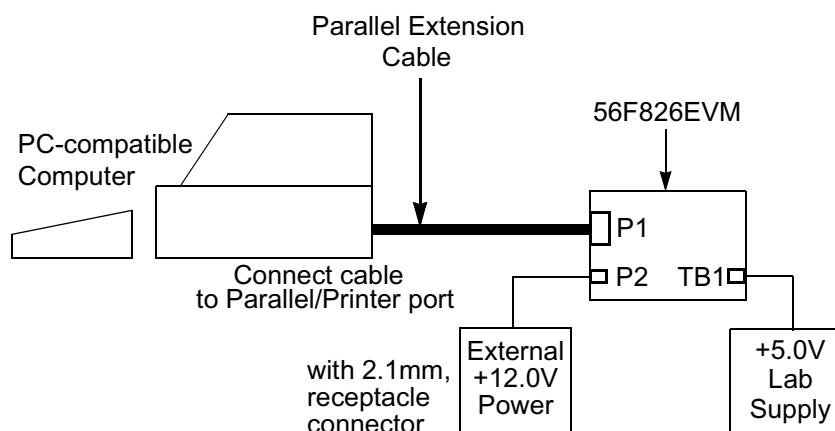 Parallel Extension
Cable
56F826EVM
PC-compatible
Computer
P1
Connect cable
to Parallel/Printer port
P2
TB1
with 2.1mm,
receptacle
connector
External
+12.0V
Power
+5.0V
Lab
Supply